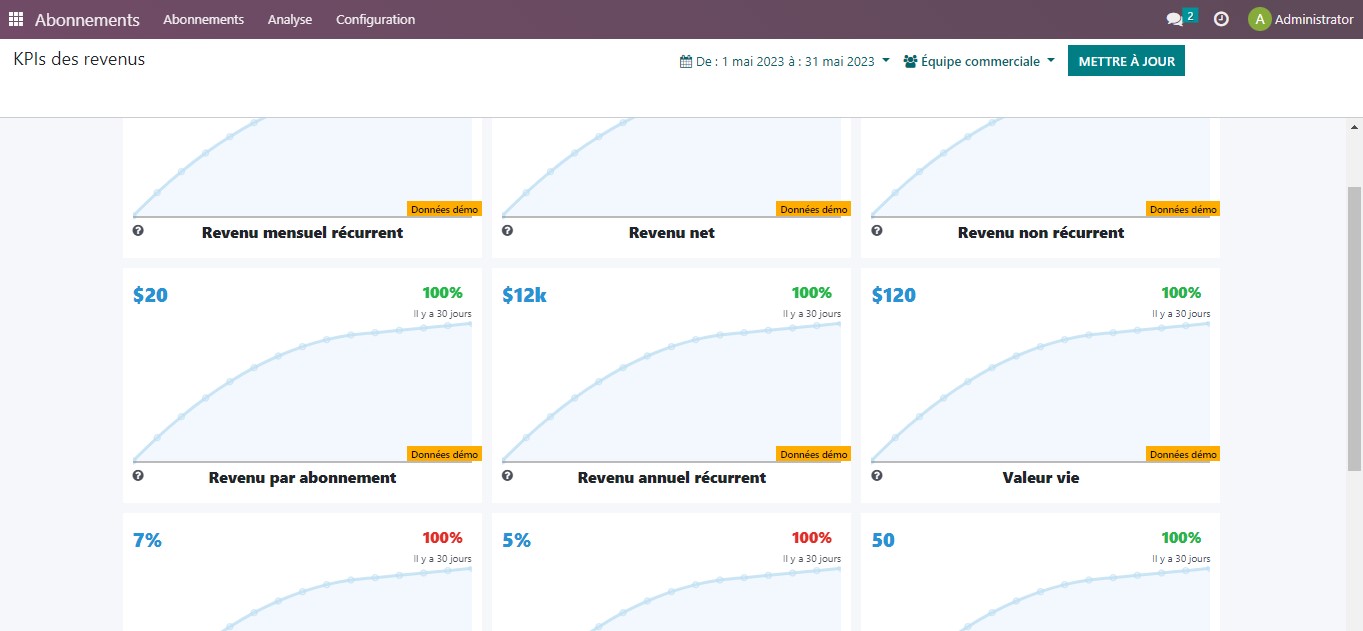 Abonnements Abonnements Analyse Configuration 2 A Administrator
KPIs des revenus De : 1 mai 2023 à : 31 mai 2023 Équipe commerciale METTRE À JOUR
Données démo Données démo Données démo
Revenu mensuel récurrent Revenu net Revenu non récurrent
$20 100% $12k 100% $120 100%
Il y a 30 jours Il y a 30 jours Il y a 30 jours
Données démo Données démo Données démo
Revenu par abonnement Revenu annuel récurrent Valeur vie
7% 100% 5% 100% 50 100%
Il y a 30 jours Il y a 30 jours Il y a 30 jours